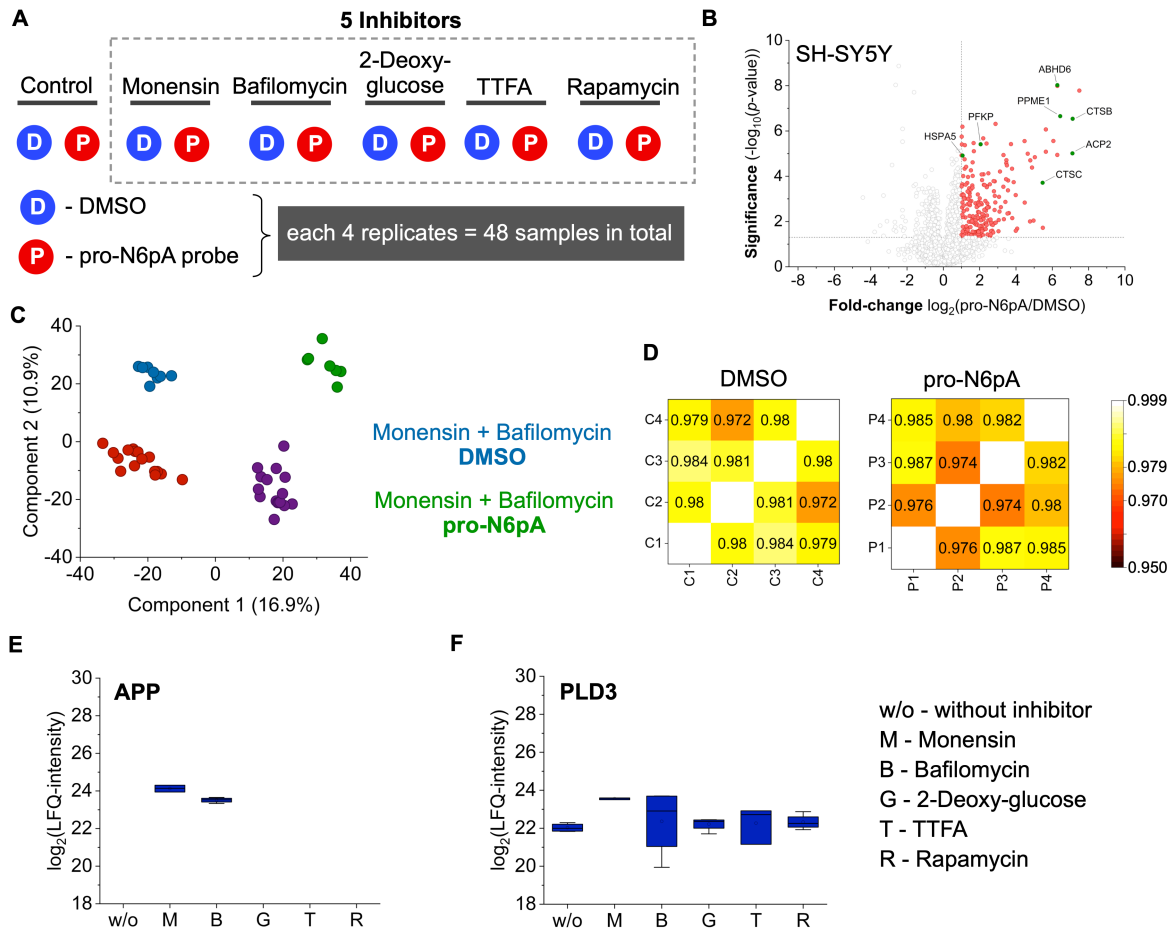 A
5 Inhibitors
Control
Monensin
Bafilomycin
2-Deoxy-
glucose
TTFA
Rapamycin
D P D P D P D P D P D P
D - DMSO
P - pro-N6pA probe
each 4 replicates = 48 samples in total
B
SH-SY5Y
Significance (-log10(p-value))
10
8
6
4
2
0
ABHD6
PPME1
CTSB
PFKP
HSPA5
ACP2
CTSC
-8 -6 -4 -2 0 2 4 6 8 10
Fold-change log2(pro-N6pA/DMSO)
C
Component 2 (10.9%)
40
20
0
-20
-40
-40 -20 0 20 40
Component 1 (16.9%)
Monensin + Bafilomycin
DMSO
Monensin + Bafilomycin
pro-N6pA
D
DMSO
C4 0.979 0.972 0.98
C3 0.984 0.981 0.98
C2 0.98 0.981 0.972
C1 0.98 0.984 0.979
C1 C2 C3 C4
pro-N6pA
P4 0.985 0.98 0.982
P3 0.987 0.974 0.982
P2 0.976 0.974 0.98
P1 0.976 0.987 0.985
P1 P2 P3 P4
0.999
0.989
0.979
0.970
0.960
0.950
E
APP
log2(LFQ-intensity)
30
28
26
24
22
20
18
w/o M B G T R
F
PLD3
log2(LFQ-intensity)
30
28
26
24
22
20
18
w/o M B G T R
w/o - without inhibitor
M - Monensin
B - Bafilomycin
G - 2-Deoxy-glucose
T - TTFA
R - Rapamycin